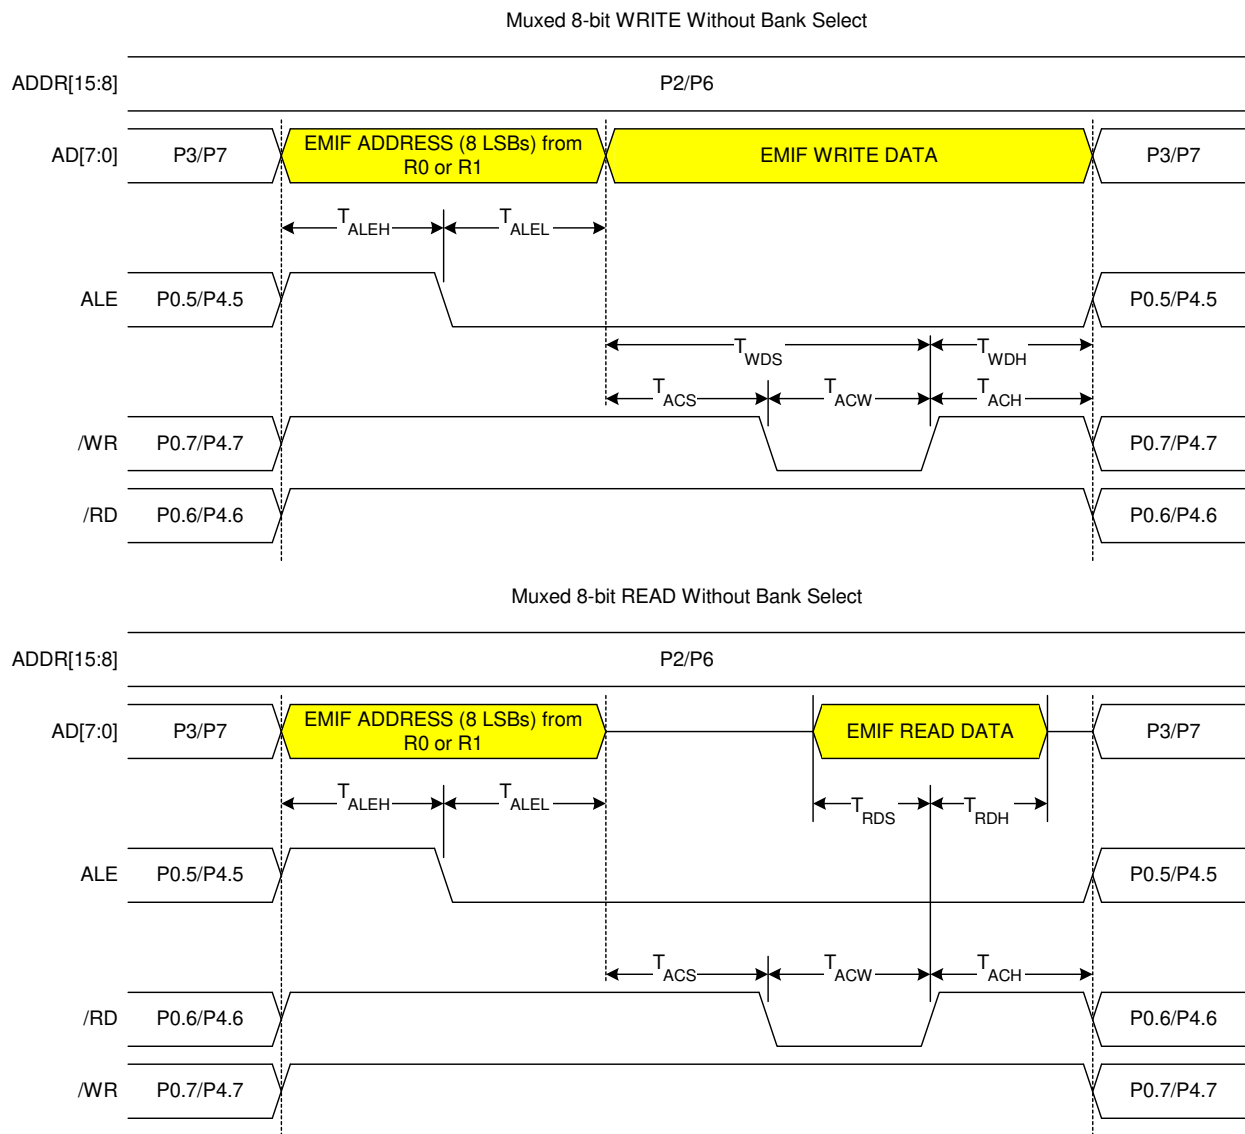 Muxed 8-bit WRITE Without Bank Select
ADDR[15:8] P2/P6
AD[7:0] P3/P7 EMIF ADDRESS (8 LSBs) from
R0 or R1 EMIF WRITE DATA P3/P7
TALEH TALEL
ALE P0.5/P4.5 P0.5/P4.5
TWDS TWDH
TACS TACW TACH
/WR P0.7/P4.7 P0.7/P4.7
/RD P0.6/P4.6 P0.6/P4.6
Muxed 8-bit READ Without Bank Select
ADDR[15:8] P2/P6
AD[7:0] P3/P7 EMIF ADDRESS (8 LSBs) from
R0 or R1 EMIF READ DATA P3/P7
TALEH TALEL TRDS TRDH
ALE P0.5/P4.5 P0.5/P4.5
TACS TACW TACH
/RD P0.6/P4.6 P0.6/P4.6
/WR P0.7/P4.7 P0.7/P4.7